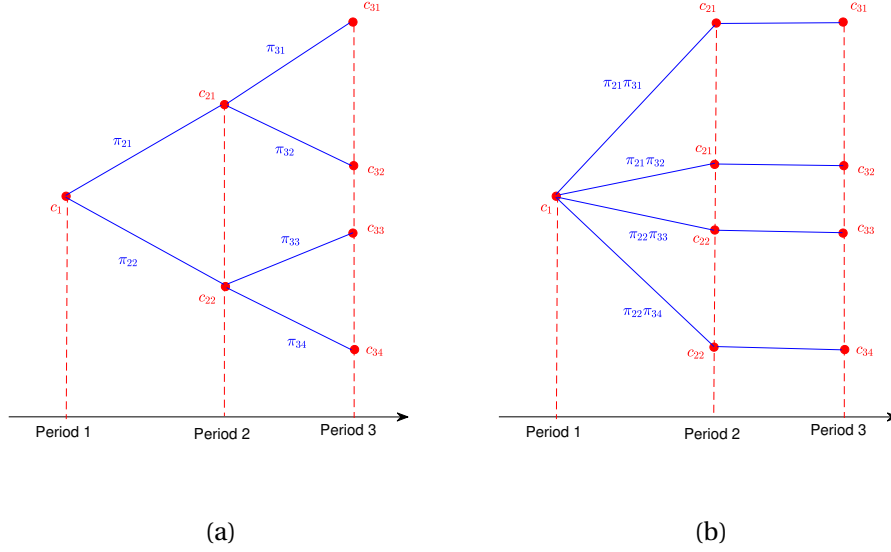 c31
π31
c21
π21
π32
c32
c1
c33
π33
π22
c22
π34
c34
Period 1
Period 2
Period 3
(a)
c21
c31
π21π31
c21
π21π32
c32
c1
c22
c33
π22π33
π22π34
c22
c34
Period 1
Period 2
Period 3
(b)